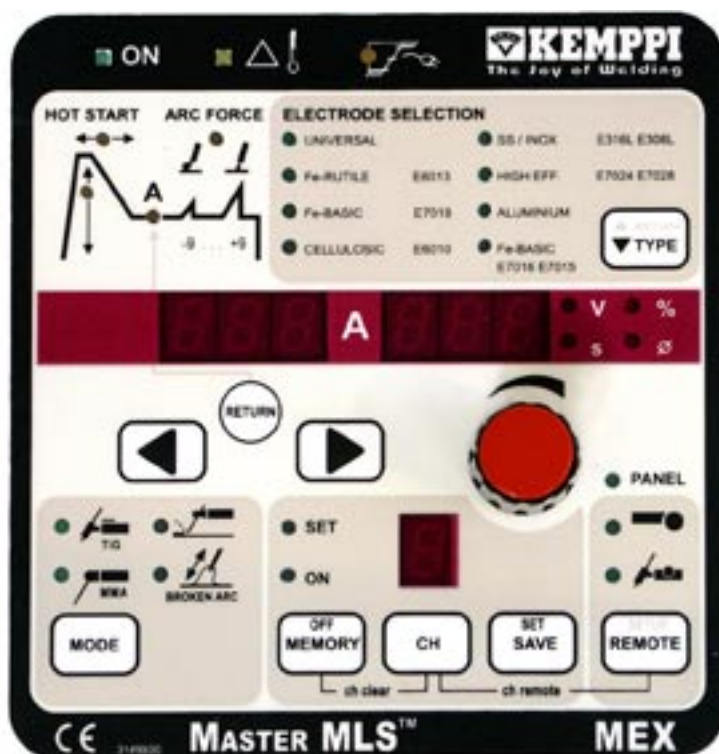 ON
KEMPPI
The Joy of Welding
HOT START
ARC FORCE
A
-9 ... +9
ELECTRODE SELECTION
UNIVERSAL
Fe-RUTILE E6013
Fe-BASIC E7018
CELLULOSIC E6010
SS / INOX E316L E308L
HIGH EFF. E7024 E7028
ALUMINIUM
Fe-BASIC
E7016 E7015
TYPE
A
V %
s ø
RETURN
PANEL
TIG
MMA
BROKEN ARC
MODE
SET
ON
OFF
MEMORY
CH
SET
SAVE
SETUP
REMOTE
ch clear
ch remote
CE
MASTER MLS™
MEX